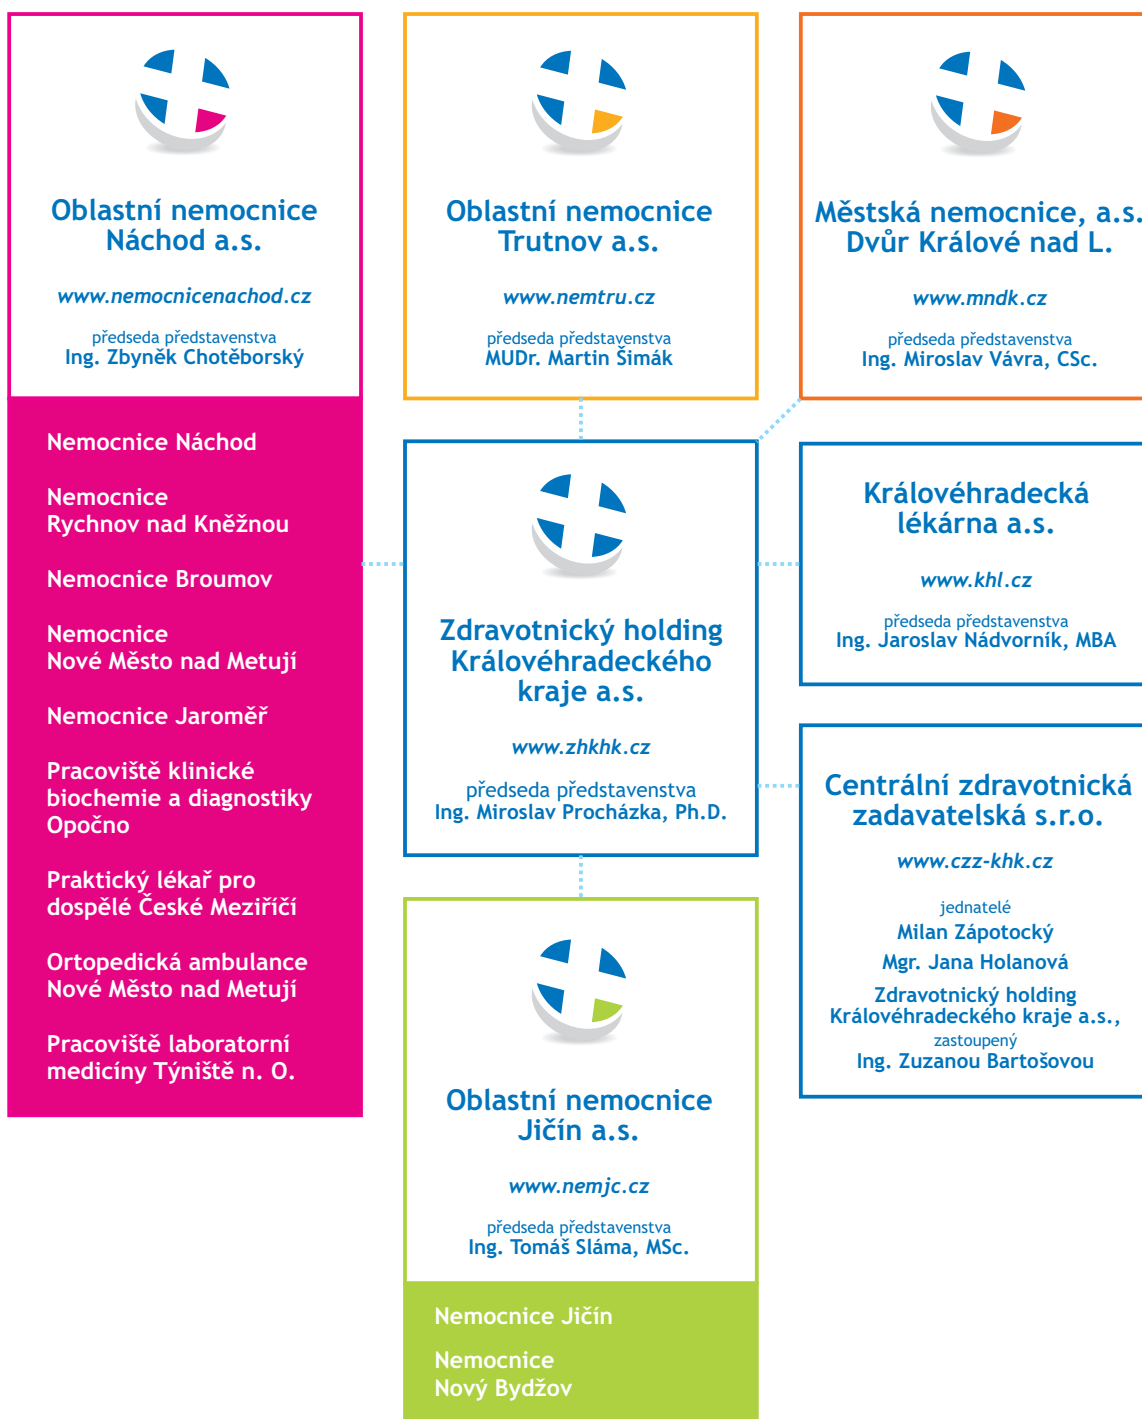 Oblastní nemocnice
Náchod a.s.
www.nemocnicenachod.cz
předseda představenstva
Ing. Zbyněk Chotěborský
Nemocnice Náchod
Nemocnice
Rychnov nad Kněžnou
Nemocnice Broumov
Nemocnice
Nové Město nad Metují
Nemocnice Jaroměř
Pracoviště klinické
biochemie a diagnostiky
Opočno
Praktický lékař pro
dospělé České Meziříčí
Ortopedická ambulance
Nové Město nad Metují
Pracoviště laboratorní
medicíny Týniště n. O.
Oblastní nemocnice
Trutnov a.s.
www.nemtru.cz
předseda představenstva
MUDr. Martin Šimák
Zdravotnický holding
Královéhradeckého
kraje a.s.
www.zhkhk.cz
předseda představenstva
Ing. Miroslav Procházka, Ph.D.
Oblastní nemocnice
Jičín a.s.
www.nemjc.cz
předseda představenstva
Ing. Tomáš Sláma, MSc.
Nemocnice Jičín
Nemocnice
Nový Bydžov
Městská nemocnice, a.s.
Dvůr Králové nad L.
www.mndk.cz
předseda představenstva
Ing. Miroslav Vávra, CSc.
Královéhradecká
lékárna a.s.
www.khl.cz
předseda představenstva
Ing. Jaroslav Nádvorník, MBA
Centrální zdravotnická
zadavatelská s.r.o.
www.czz-khk.cz
jednatelé
Milan Zápotocký
Mgr. Jana Holanová
Zdravotnický holding
Královéhradeckého kraje a.s.,
zastoupený
Ing. Zuzanou Bartošovou